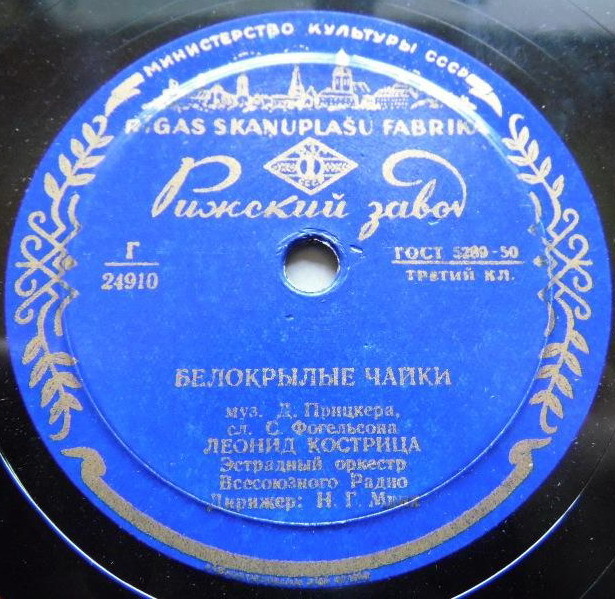 МИНИСТЕРСТВО КУЛЬТУРЫ СССР
RIGAS SKAŅUPLAŠU FABRIKA
Рижский завод
Г
24910
ГОСТ 5289-50
ТРЕТИЙ КЛ.
БЕЛОКРЫЛЫЕ ЧАЙКИ
муз. Д. Прицкера,
сл. С. Фогельсона
ЛЕОНИД КОСТРИЦА
Эстрадный оркестр
Всесоюзного Радио
Дирижер: Н. Г. Минх